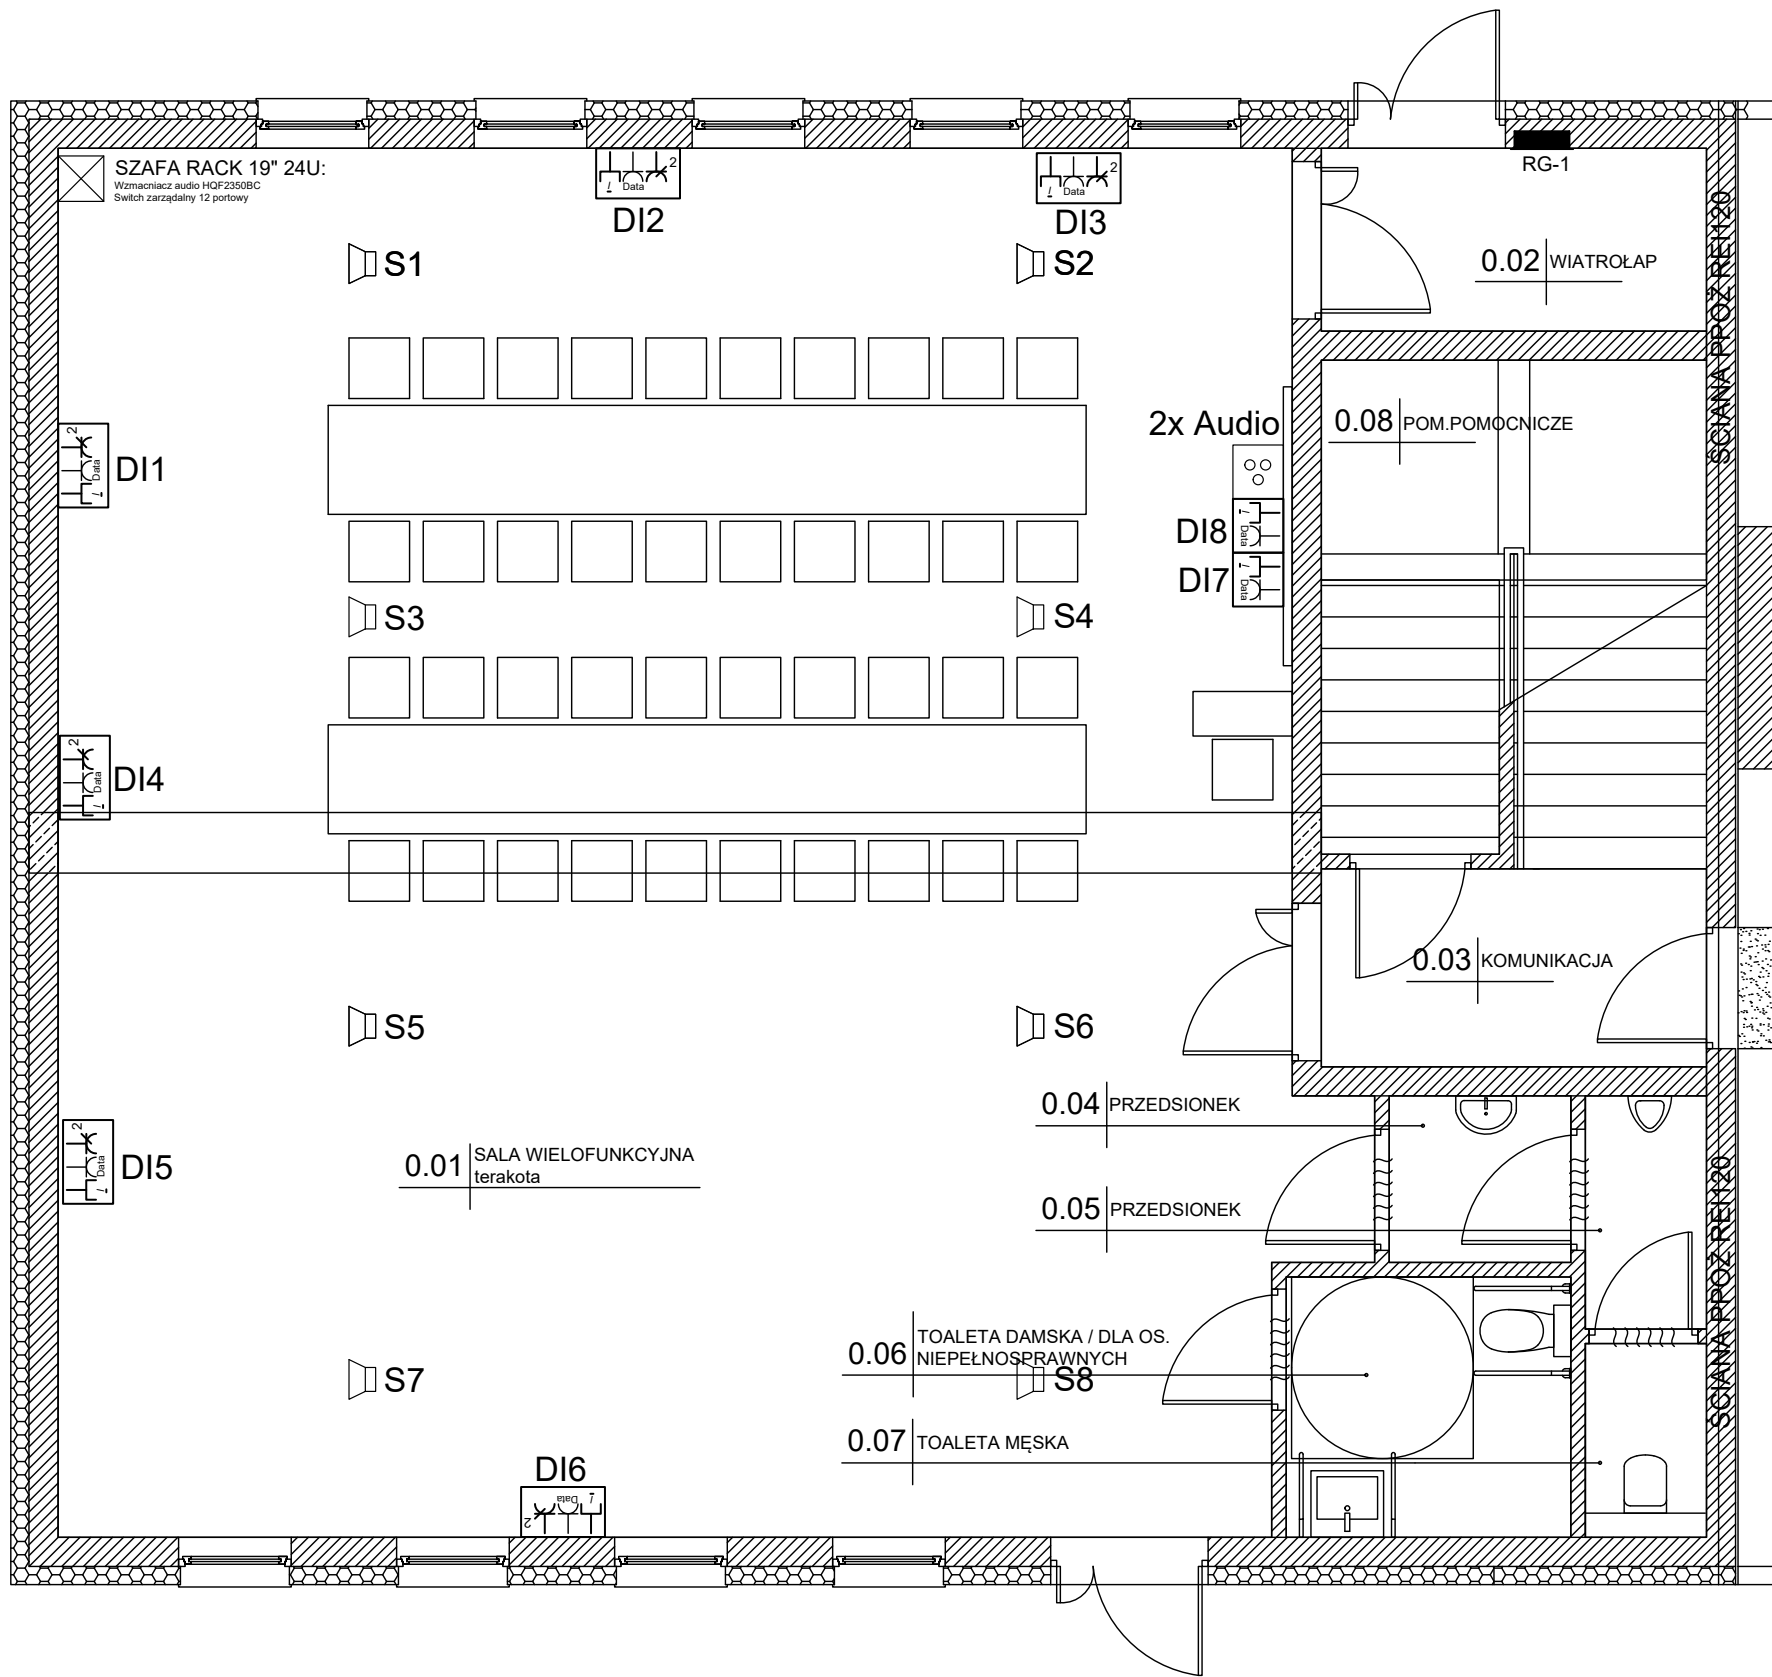 SZAFA RACK 19" 24U:
Wzmacniacz audio HQF2350BC
Switch zarządalny 12 portowy
2
Data
DI2
2
Data
DI3
RG-1
S1
S2
0.02 WIATROŁAP
ŚCIANA PPOŻ REI120
2x Audio
0.08 POM.POMOCNICZE
2
Data
DI1
DI8
Data
DI7
Data
S3
S4
2
Data
DI4
0.03 KOMUNIKACJA
S5
S6
0.04 PRZEDSIONEK
2
Data
DI5
0.01 SALA WIELOFUNKCYJNA
terakota
0.05 PRZEDSIONEK
ŚCIANA PPOŻ REI120
0.06 TOALETA DAMSKA / DLA OS.
NIEPEŁNOSPRAWNYCH
S7
S8
0.07 TOALETA MĘSKA
DI6
Data
2